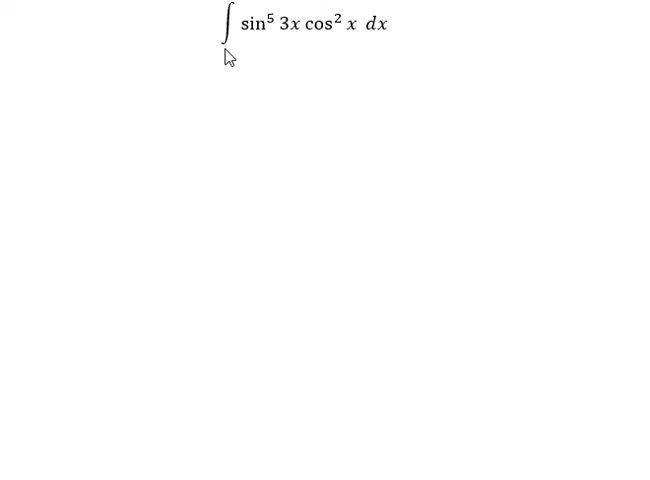 ∫ sin⁵ 3x cos² x dx